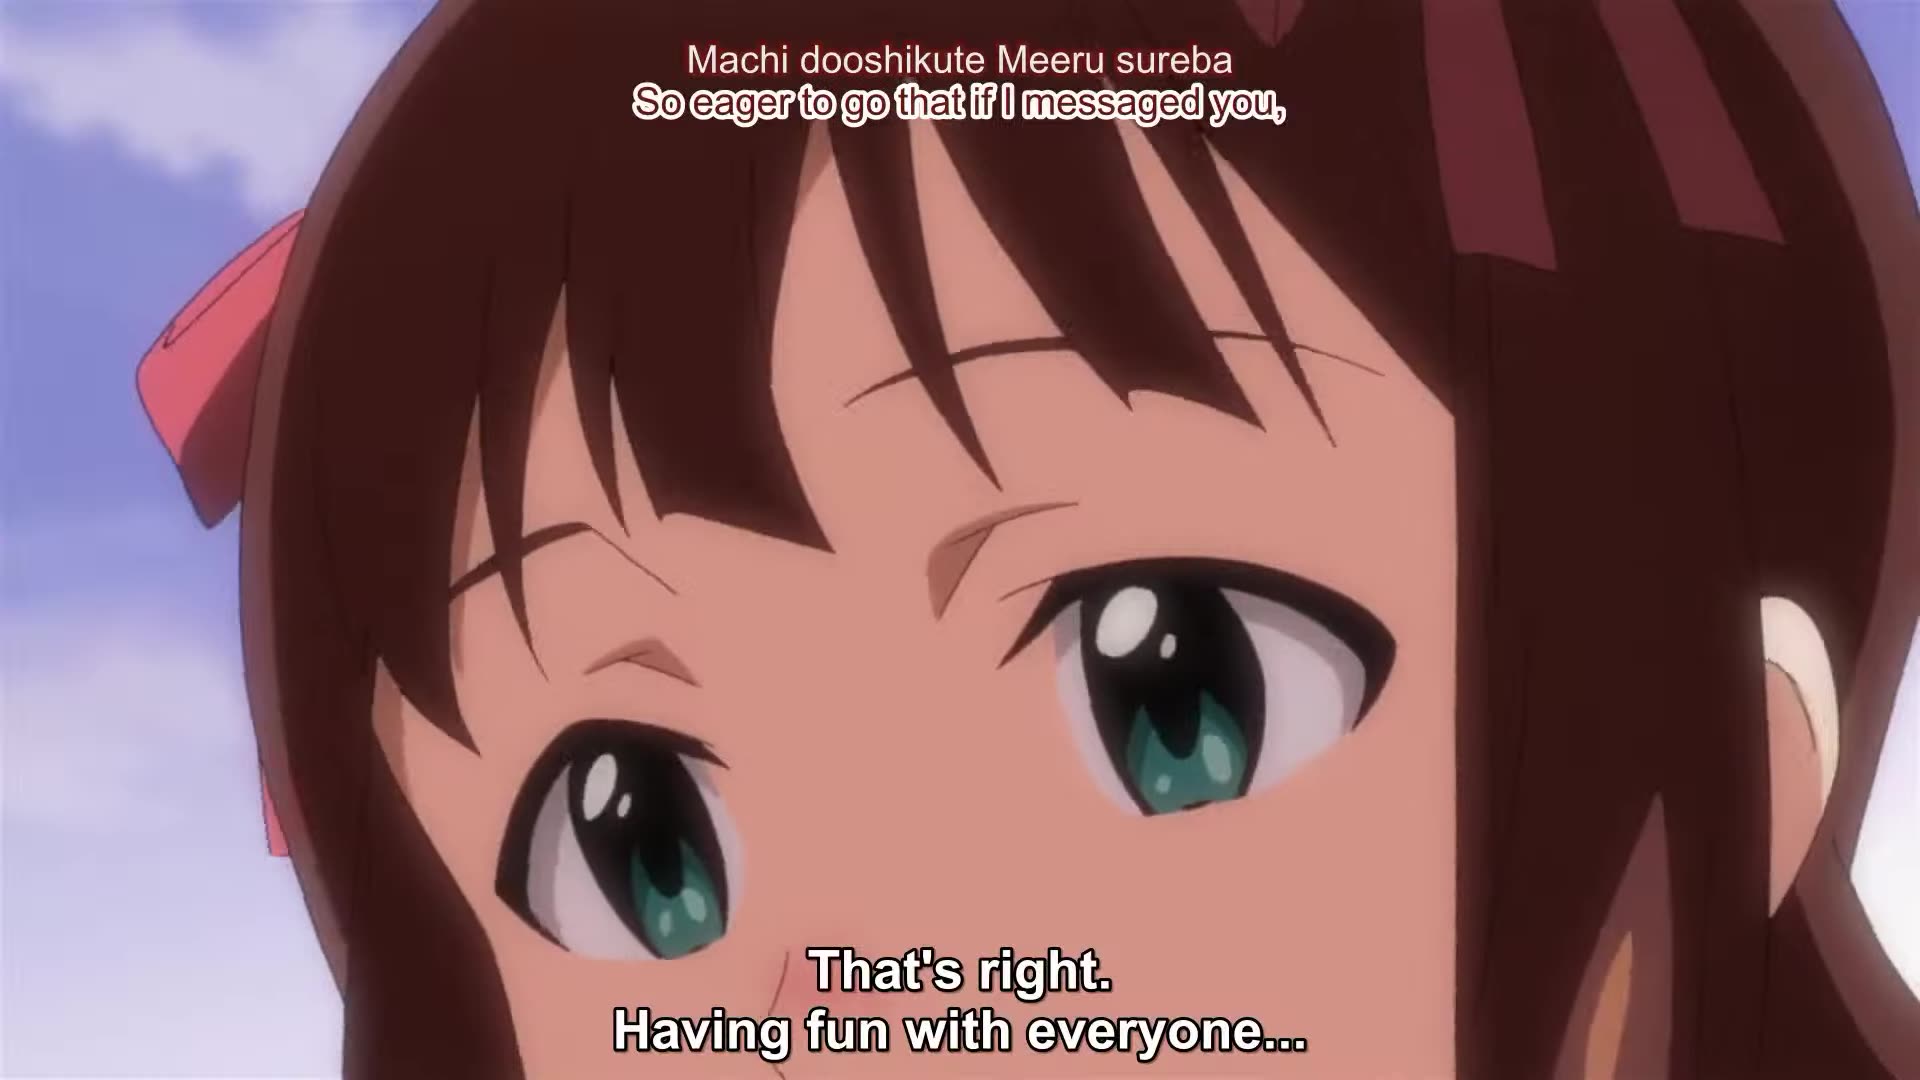 Machi dooshikute Meeru sureba
So eager to go that if I messaged you,
That's right.
Having fun with everyone...